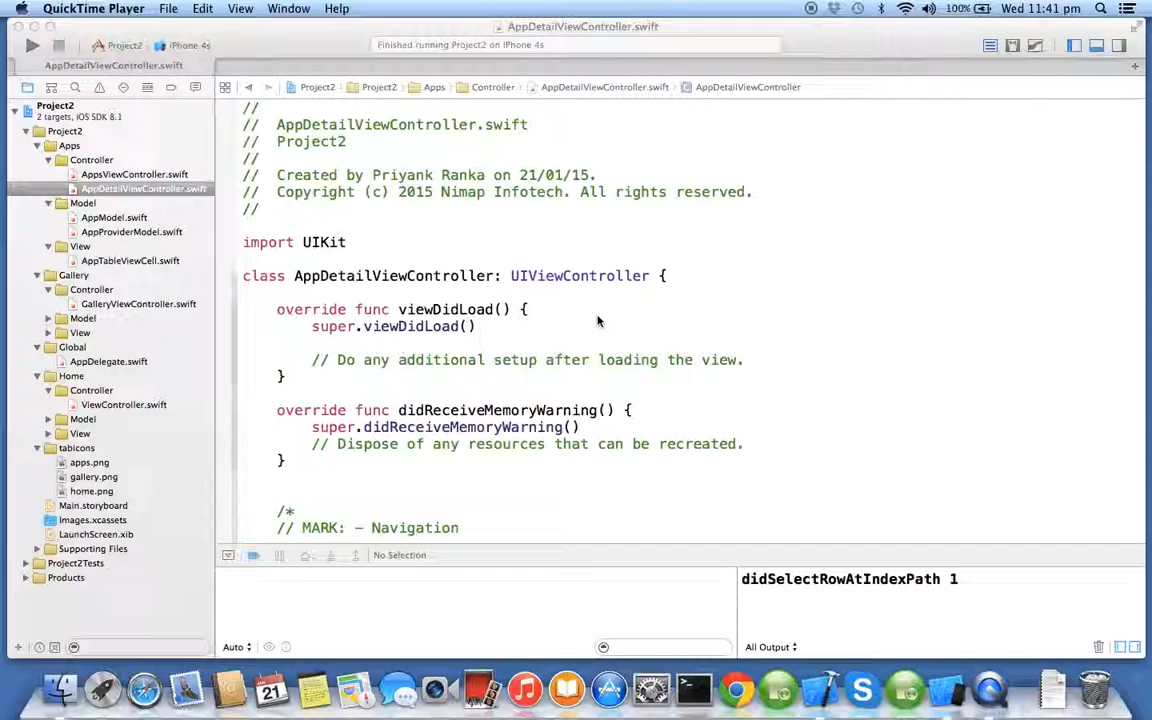 QuickTime Player File Edit View Window Help 100% Wed 11:41 pm
AppDetailViewController.swift
Project2 iPhone 4s Finished running Project2 on iPhone 4s
AppDetailViewController.swift
Project2 Project2 Apps Controller AppDetailViewController.swift AppDetailViewController
Project2
2 targets, iOS SDK 8.1
Project2
Apps
Controller
AppsViewController.swift
AppDetailViewController.swift
Model
AppModel.swift
AppProviderModel.swift
View
AppTableViewCell.swift
Gallery
Controller
GalleryViewController.swift
Model
View
Global
AppDelegate.swift
Home
Controller
ViewController.swift
Model
View
tabicons
apps.png
gallery.png
home.png
Main.storyboard
Images.xcassets
LaunchScreen.xib
Supporting Files
Project2Tests
Products
//
// AppDetailViewController.swift
// Project2
//
// Created by Priyank Ranka on 21/01/15.
// Copyright (c) 2015 Nimap Infotech. All rights reserved.
//
import UIKit
class AppDetailViewController: UIViewController {
override func viewDidLoad() {
super.viewDidLoad()
// Do any additional setup after loading the view.
}
override func didReceiveMemoryWarning() {
super.didReceiveMemoryWarning()
// Dispose of any resources that can be recreated.
}
/*
// MARK: - Navigation
No Selection
didSelectRowAtIndexPath 1
Auto
All Output
21